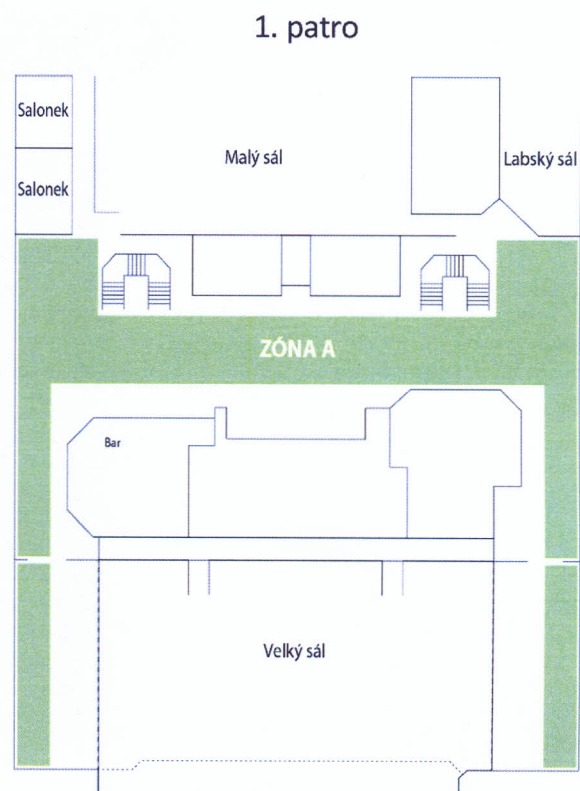 1. patro
Salonek
Malý sál
Labský sál
Salonek
ZÓNA A
Bar
Velký sál